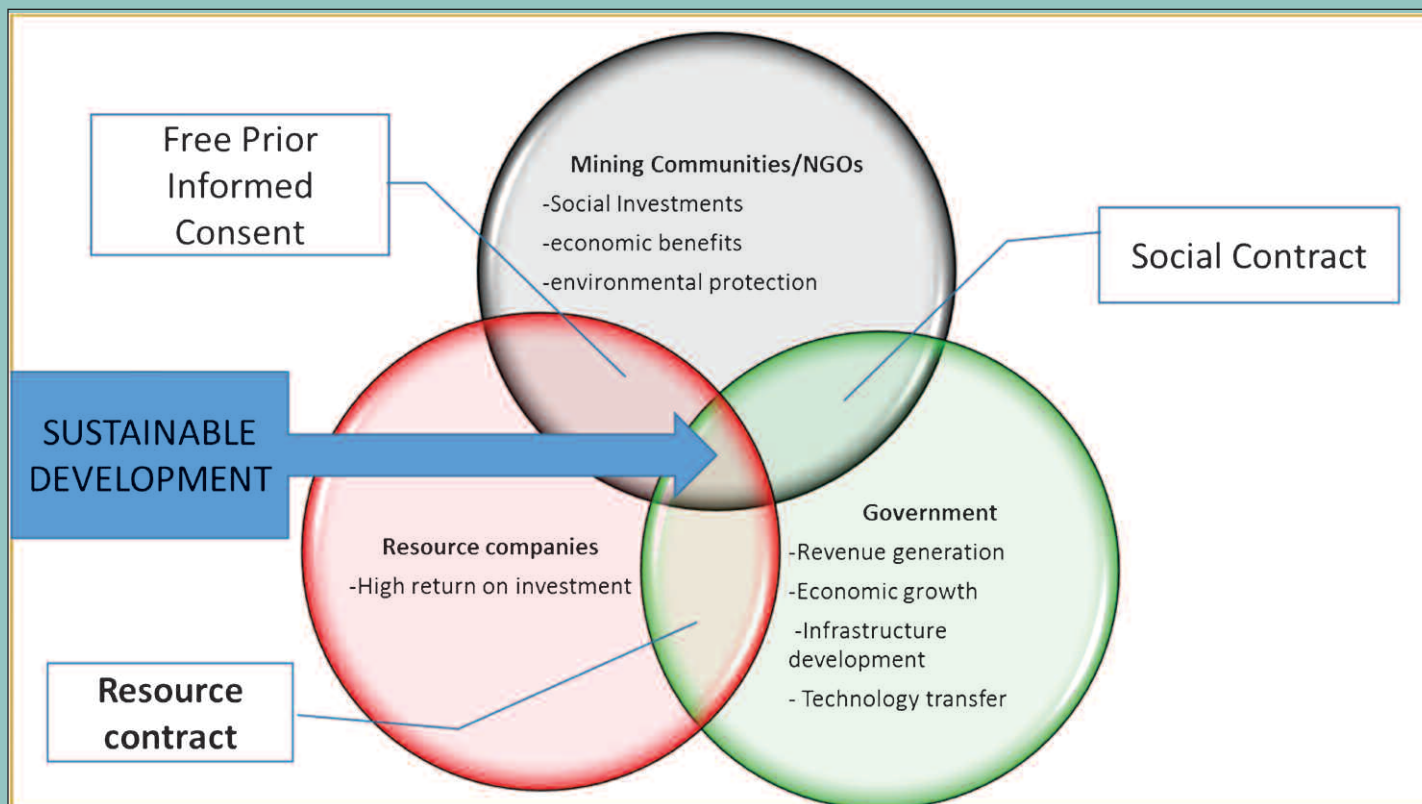 Free Prior
Informed
Consent
Mining Communities/NGOs
-Social Investments
-economic benefits
-environmental protection
Social Contract
SUSTAINABLE
DEVELOPMENT
Resource companies
-High return on investment
Government
-Revenue generation
-Economic growth
-Infrastructure
development
- Technology transfer
Resource
contract